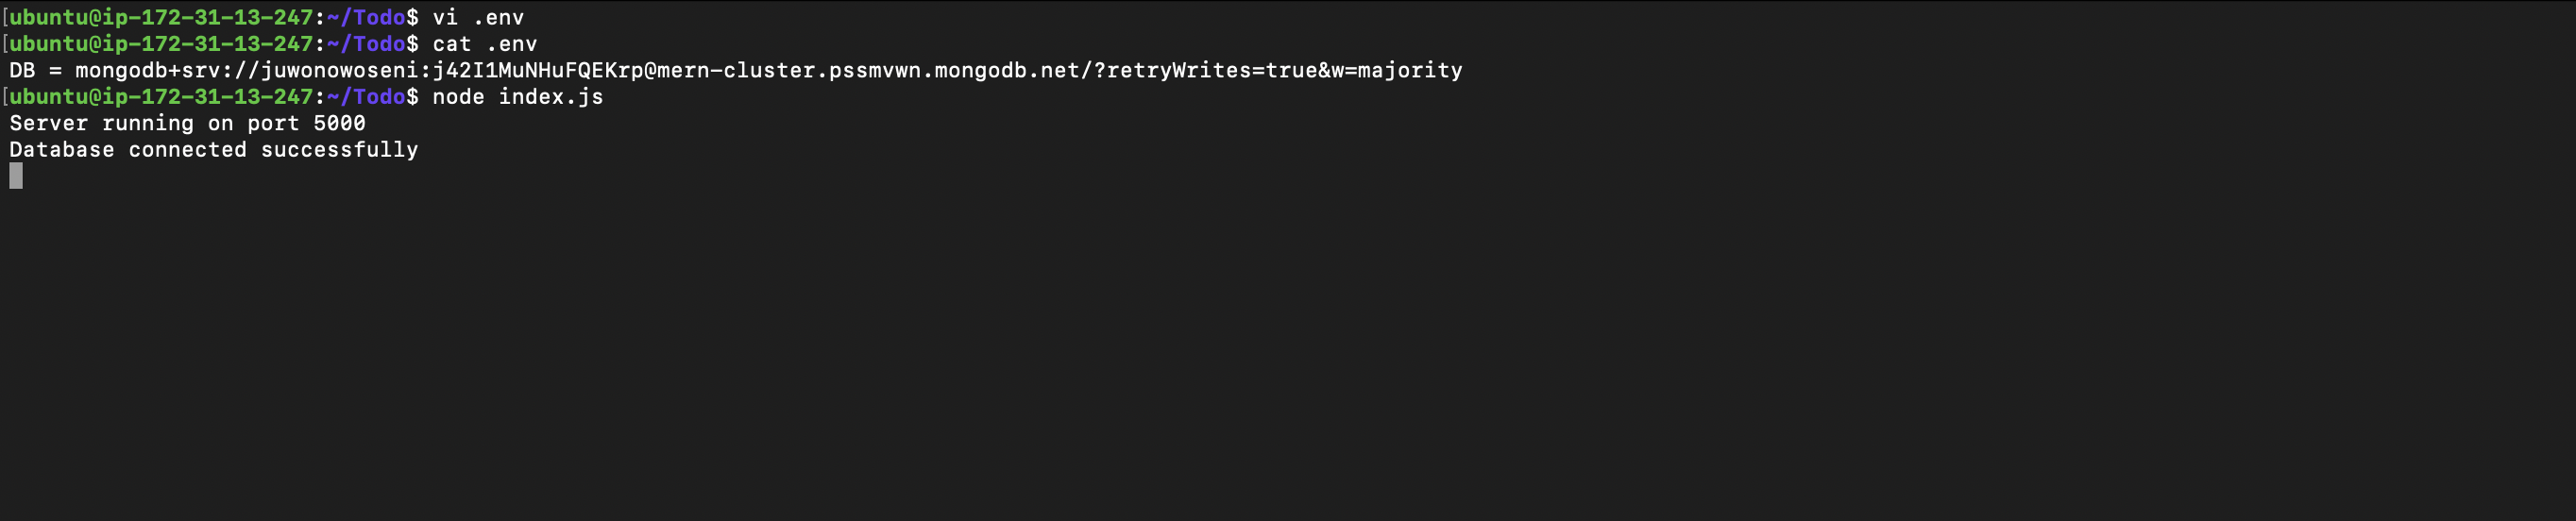 [ubuntu@ip-172-31-13-247:~/Todo$ vi .env
[ubuntu@ip-172-31-13-247:~/Todo$ cat .env
DB = mongodb+srv://juwonowoseni:j42I1MuNHuFQEKrp@mern-cluster.pssmvwn.mongodb.net/?retryWrites=true&w=majority
[ubuntu@ip-172-31-13-247:~/Todo$ node index.js
Server running on port 5000
Database connected successfully